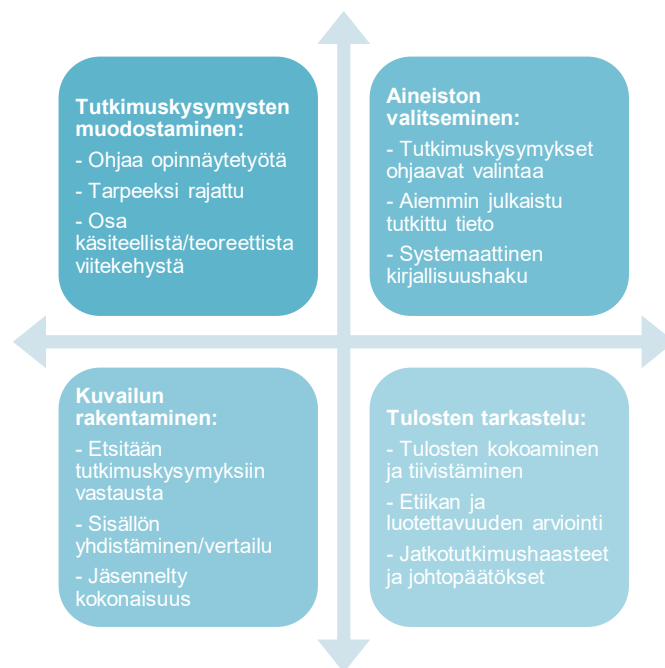 Tutkimuskysymysten
muodostaminen:
- Ohjaa opinnäytetyötä
- Tarpeeksi rajattu
- Osa
käsiteellistä/teoreettista
viitekehystä
Aineiston
valitseminen:
- Tutkimuskysymykset
ohjaavat valintaa
- Aiemmin julkaistu
tutkittu tieto
- Systemaattinen
kirjallisuushaku
Kuvailun
rakentaminen:
- Etsitään
tutkimuskysymyksiin
vastausta
- Sisällön
yhdistäminen/vertailu
- Jäsennelty
kokonaisuus
Tulosten tarkastelu:
- Tulosten kokoaminen
ja tiivistäminen
- Etiikan ja
luotettavuuden arviointi
- Jatkotutkimushaasteet
ja johtopäätökset